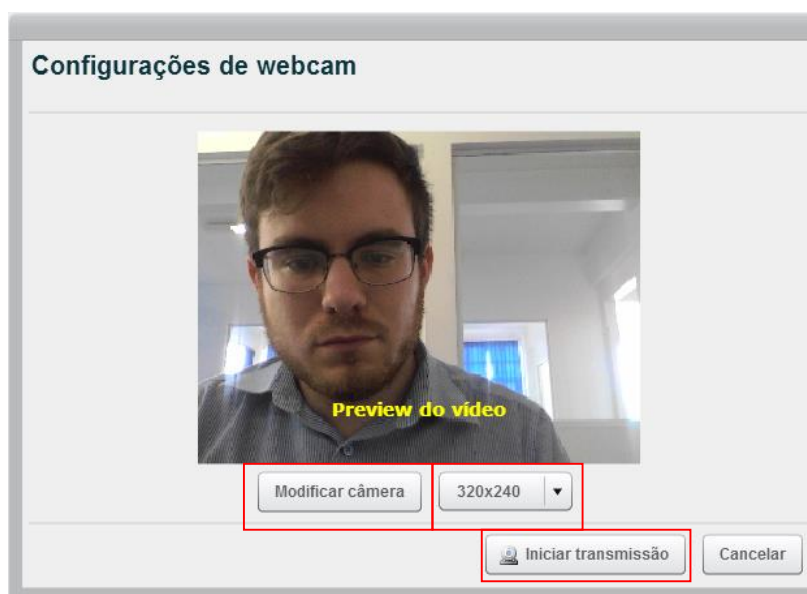 Configurações de webcam
Preview do vídeo
Modificar câmera
320x240
Iniciar transmissão
Cancelar